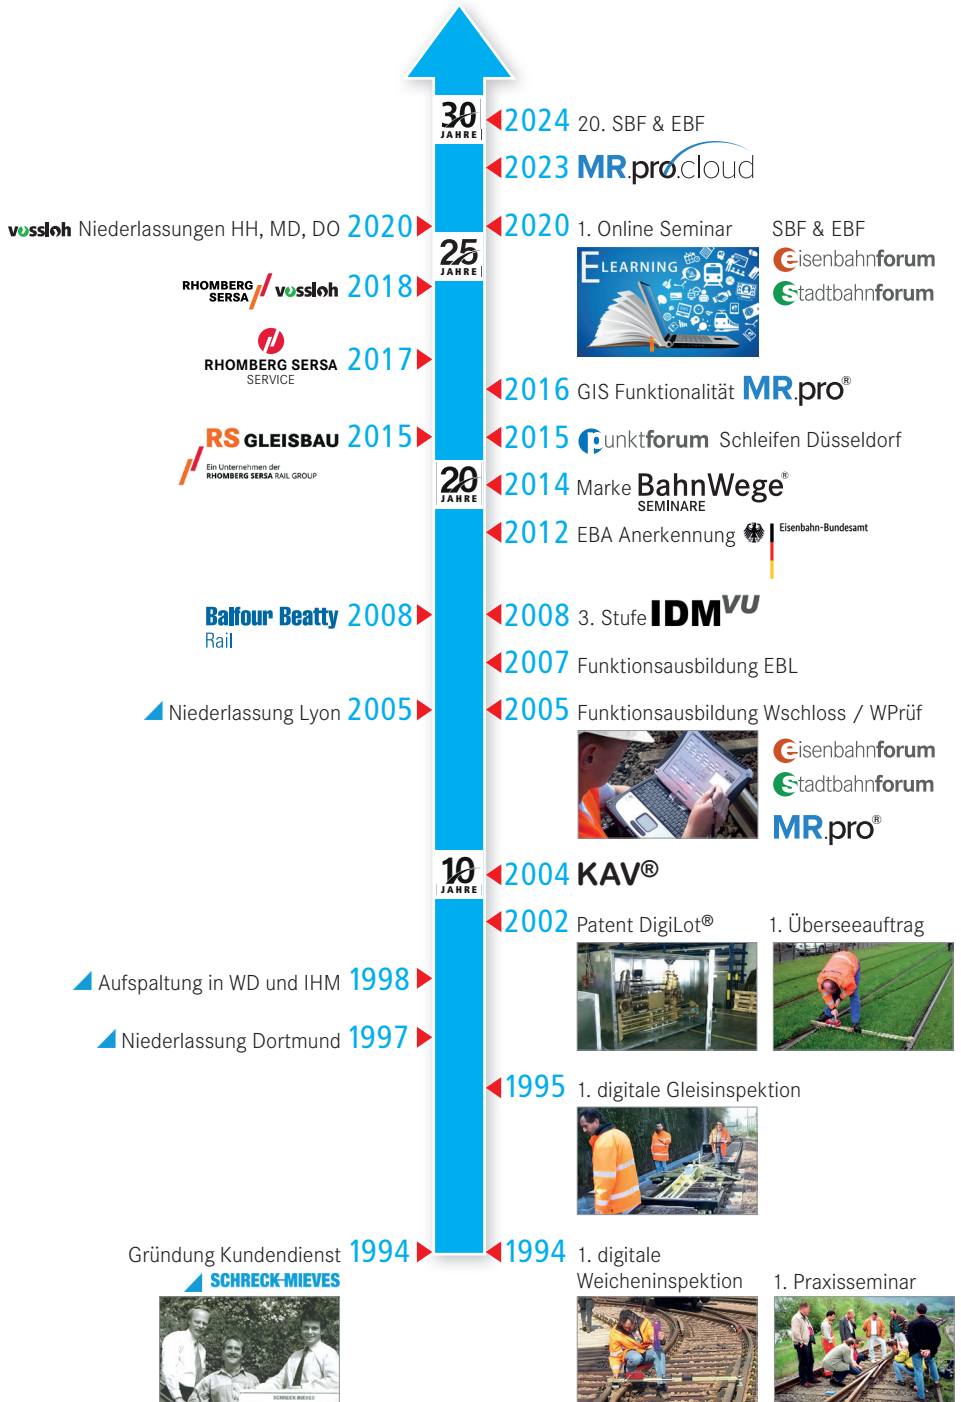 30
JAHRE
2024 20. SBF & EBF
2023 MR.pro.cloud
vossloh Niederlassungen HH, MD, DO 2020
2020 1. Online Seminar SBF & EBF
25
JAHRE
E LEARNING
eisenbahnforum
stadtbahnforum
RHOMBERG
SERSA
vossloh 2018
RHOMBERG SERSA
SERVICE
2017
2016 GIS Funktionalität MR.pro®
RS GLEISBAU 2015
Ein Unternehmen der
RHOMBERG SERSA RAIL GROUP
2015 punktforum Schleifen Düsseldorf
20
JAHRE
2014 Marke BahnWege®
SEMINARE
2012 EBA Anerkennung Eisenbahn-Bundesamt
Balfour Beatty 2008
Rail
2008 3. Stufe IDMVU
2007 Funktionsausbildung EBL
Niederlassung Lyon 2005
2005 Funktionsausbildung Wschloss / WPrüf
eisenbahnforum
stadtbahnforum
MR.pro®
10
JAHRE
2004 KAV®
2002 Patent DigiLot® 1. Überseeauftrag
Aufspaltung in WD und IHM 1998
Niederlassung Dortmund 1997
1995 1. digitale Gleisinspektion
Gründung Kundendienst 1994
SCHRECK-MIEVES
SCHRECK-MIEVES
1994 1. digitale
Weicheninspektion 1. Praxisseminar